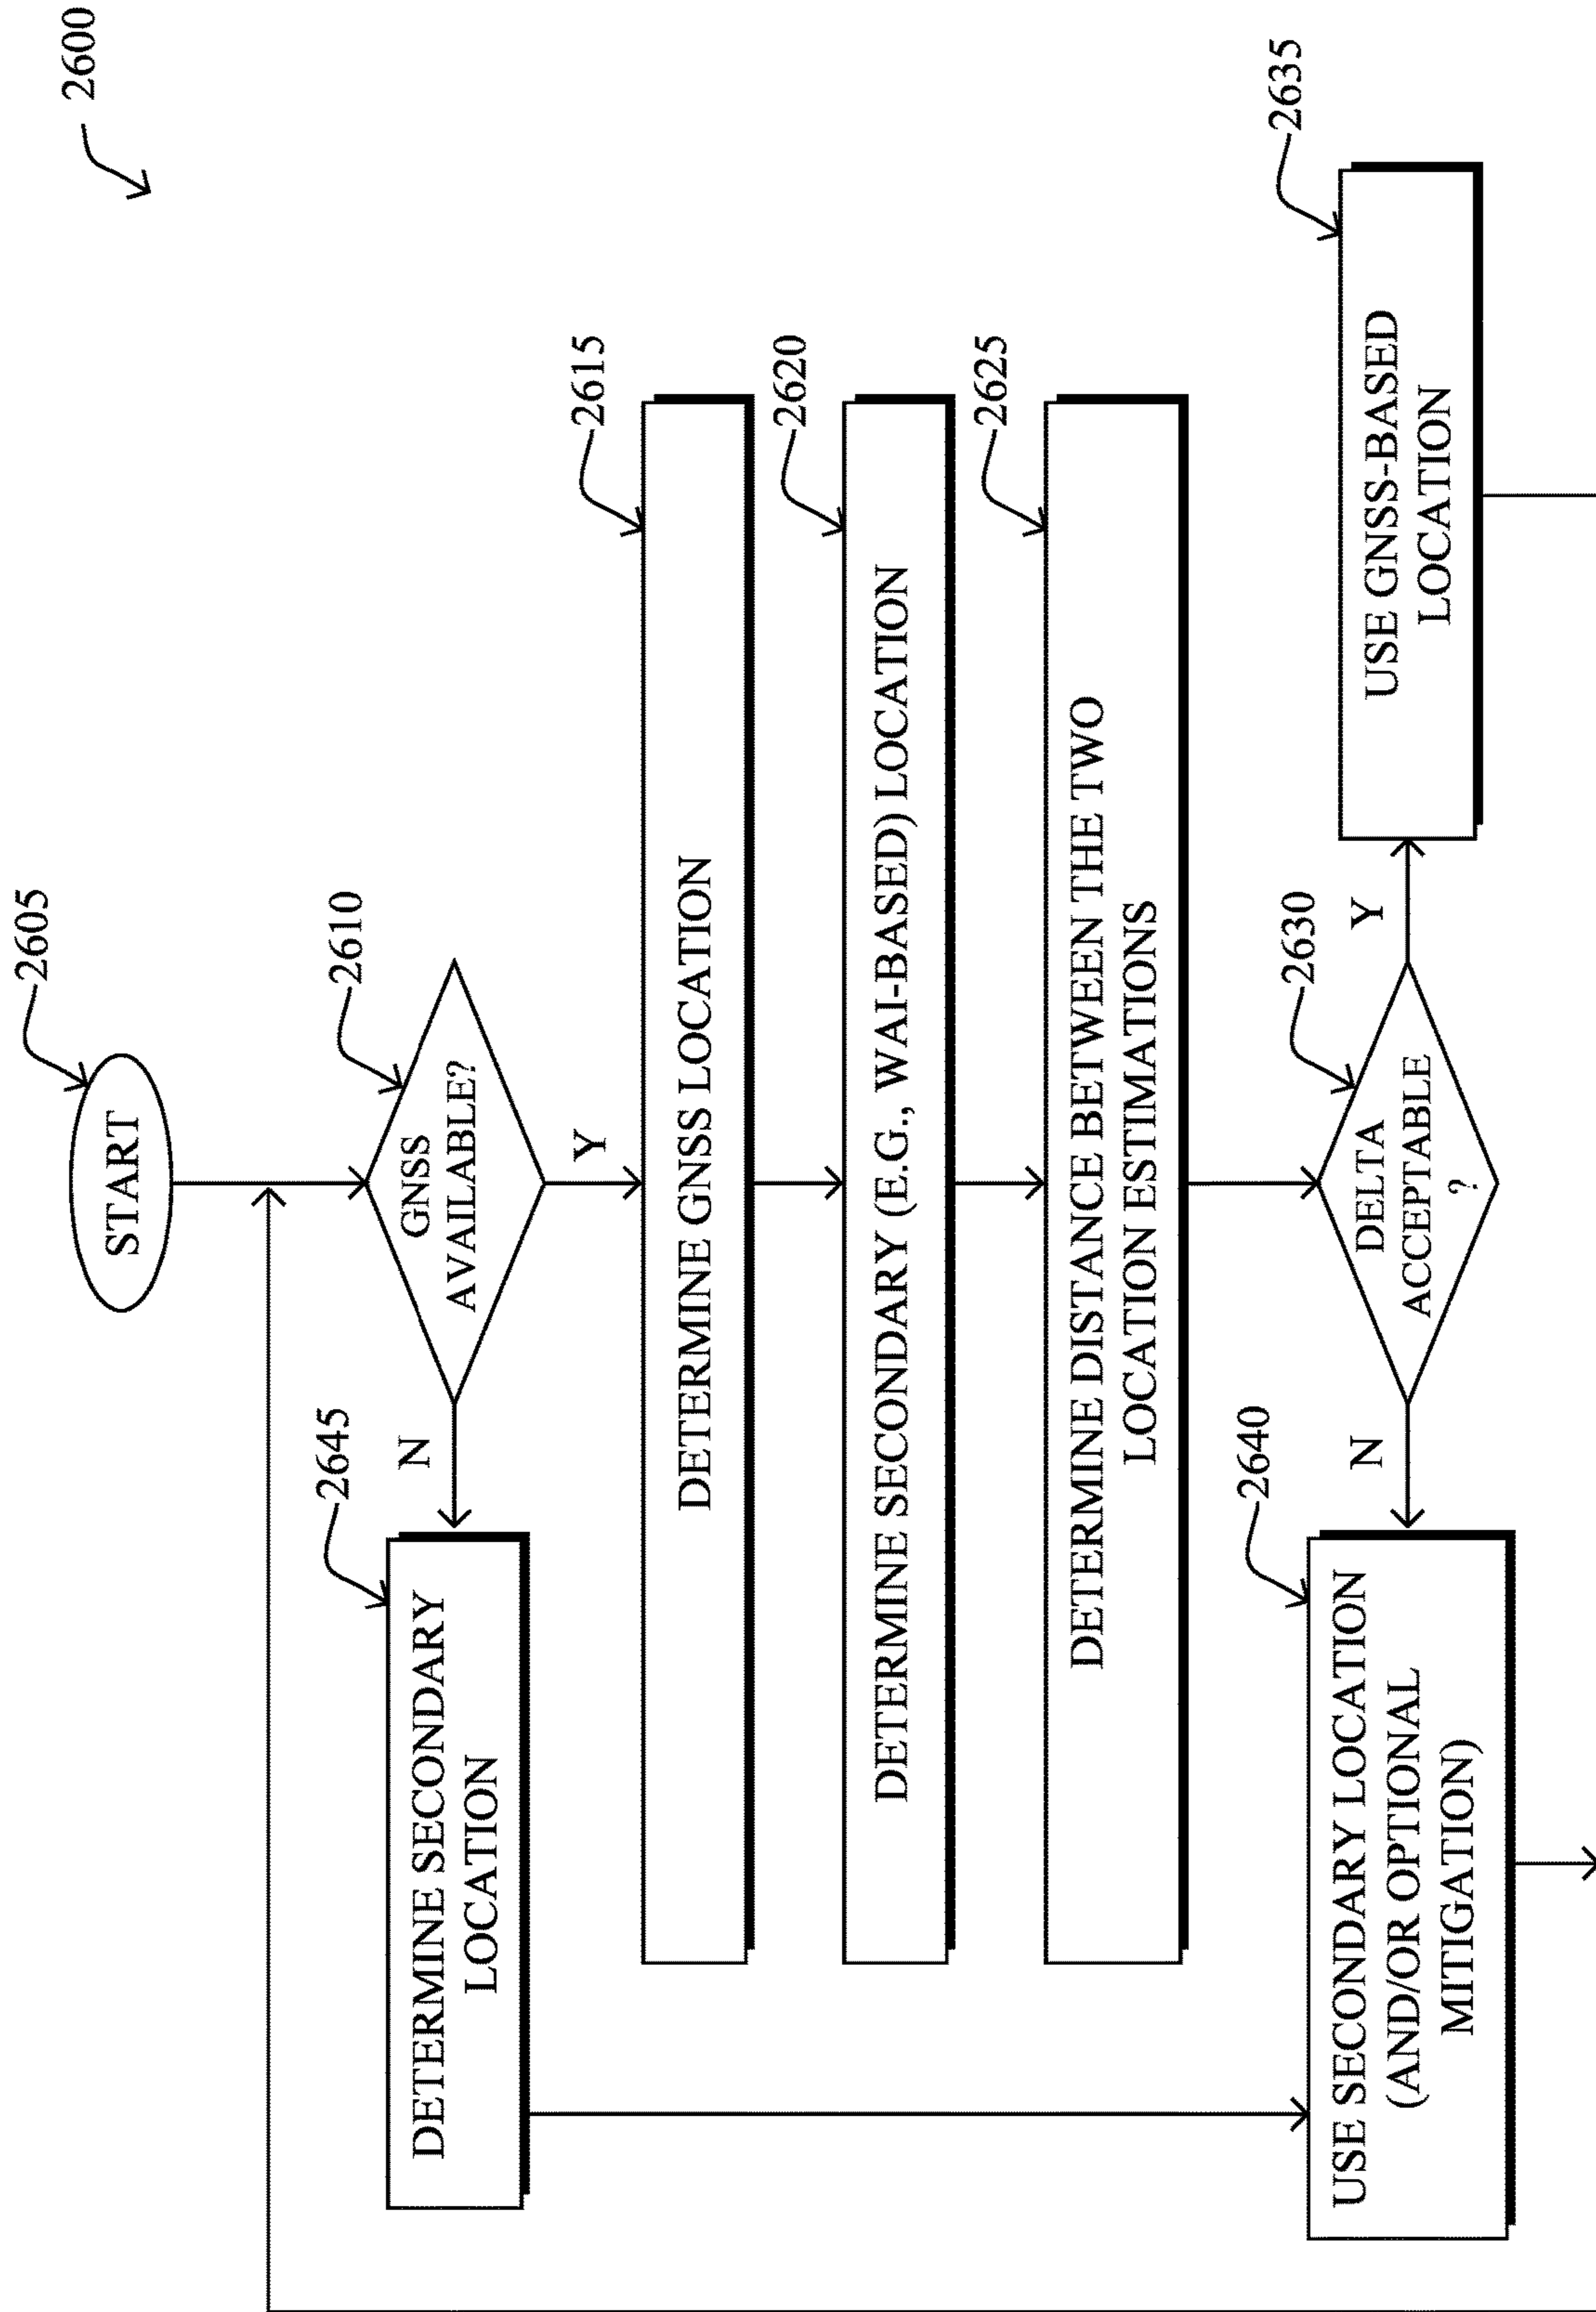 2600
2605
START
2610
GNSS
AVAILABLE?
N
Y
2645
DETERMINE SECONDARY
LOCATION
2615
DETERMINE GNSS LOCATION
2620
DETERMINE SECONDARY (E.G., WAI-BASED) LOCATION
2625
DETERMINE DISTANCE BETWEEN THE TWO
LOCATION ESTIMATIONS
2630
DELTA
ACCEPTABLE
?
N
Y
2640
USE SECONDARY LOCATION
(AND/OR OPTIONAL
MITIGATION)
2635
USE GNSS-BASED
LOCATION